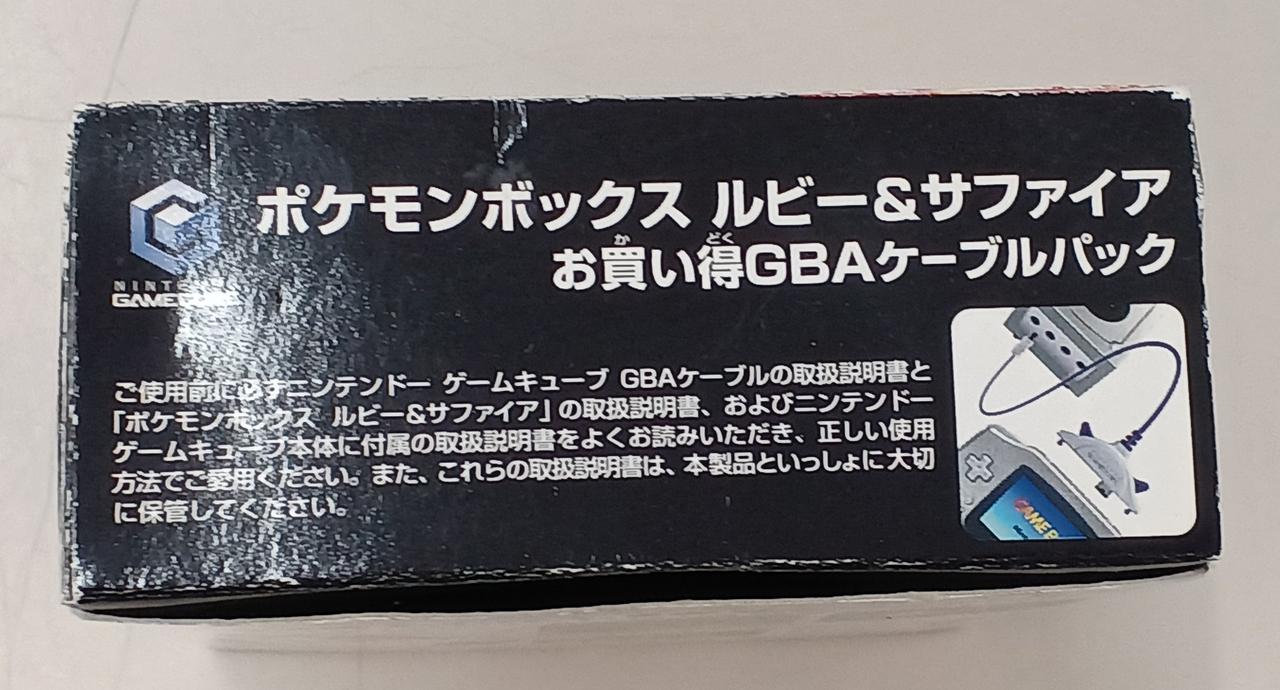 ポケモンボックス ルビー&サファイア
お買い得GBAケーブルパック
か どく
NINTE
GAMECUBE
ご使用前に必ずニンテンドー ゲームキューブ GBAケーブルの取扱説明書と
「ポケモンボックス ルビー&サファイア」の取扱説明書、およびニンテンドー
ゲームキューブ本体に付属の取扱説明書をよくお読みいただき、正しい使用
方法でご愛用ください。また、これらの取扱説明書は、本製品といっしょに大切
に保管してください。
GAME B